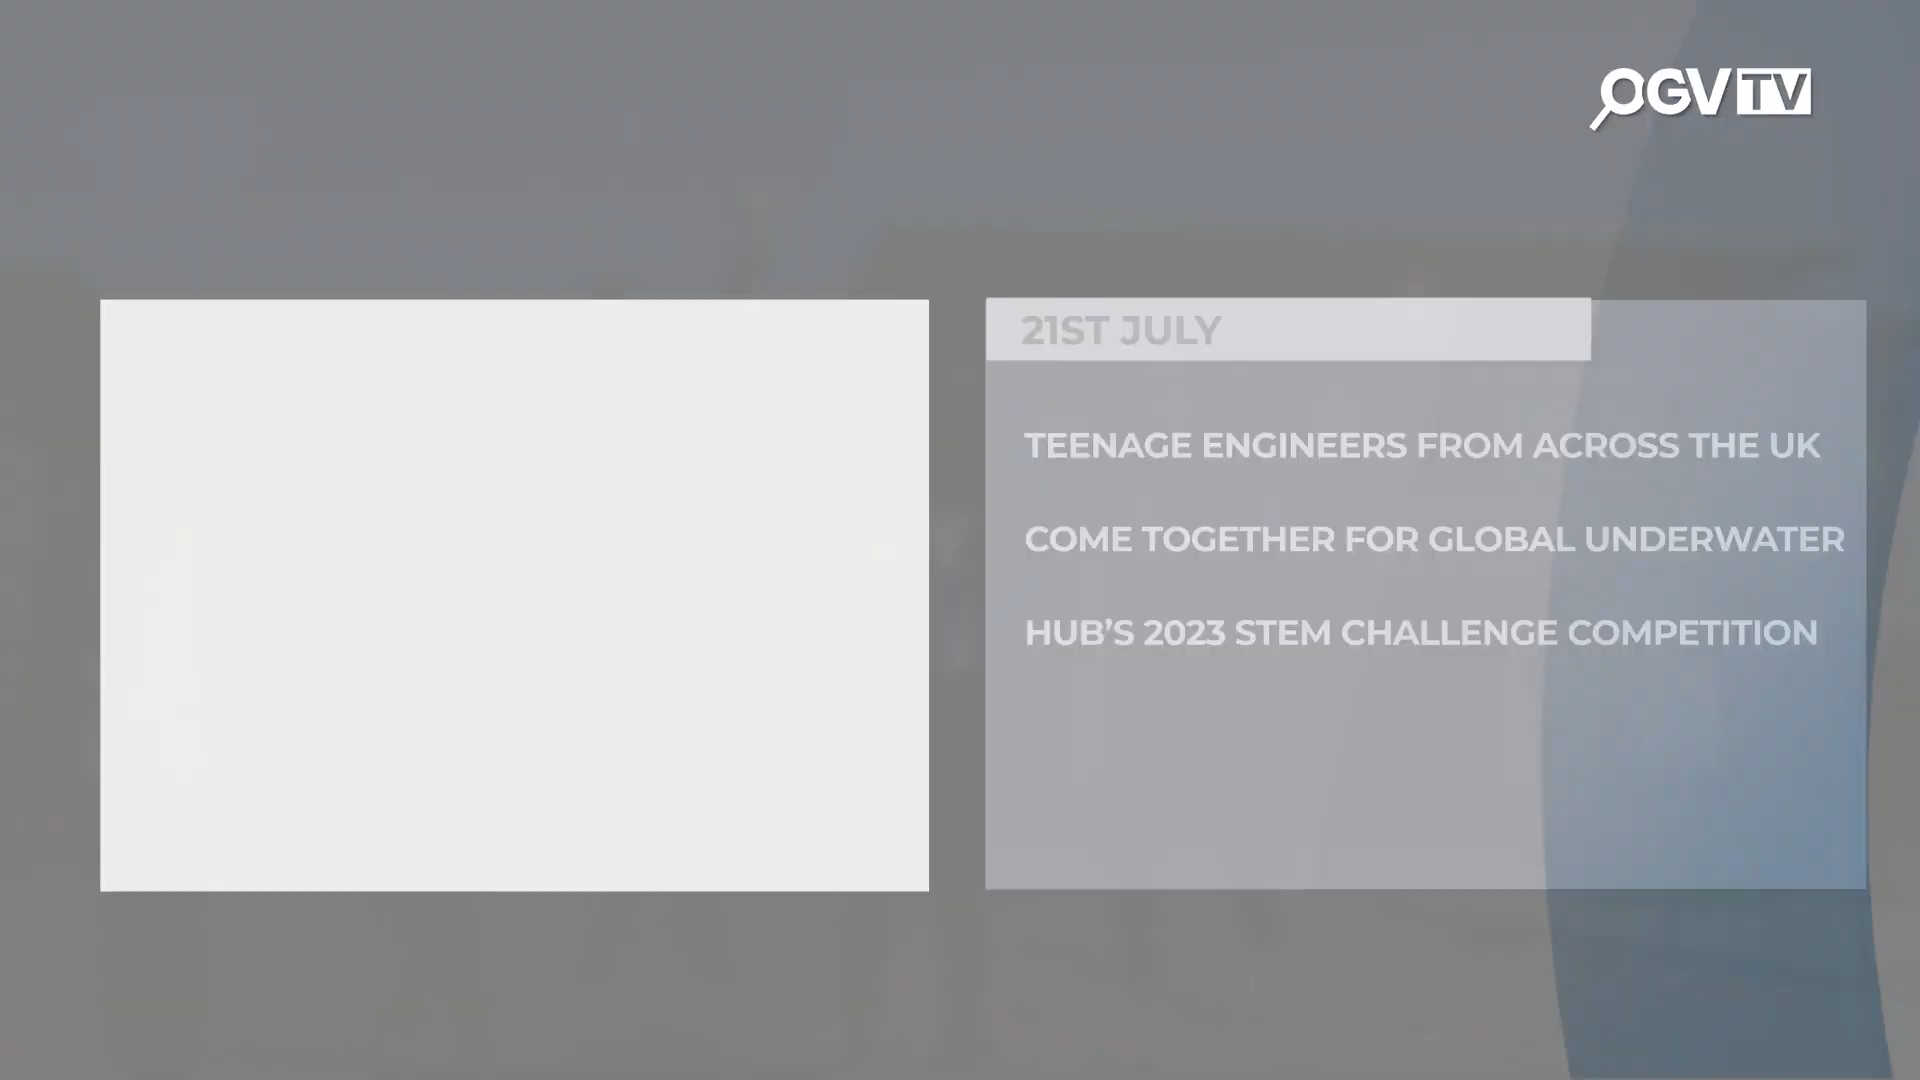 OGV TV
21ST JULY
TEENAGE ENGINEERS FROM ACROSS THE UK
COME TOGETHER FOR GLOBAL UNDERWATER
HUB’S 2023 STEM CHALLENGE COMPETITION